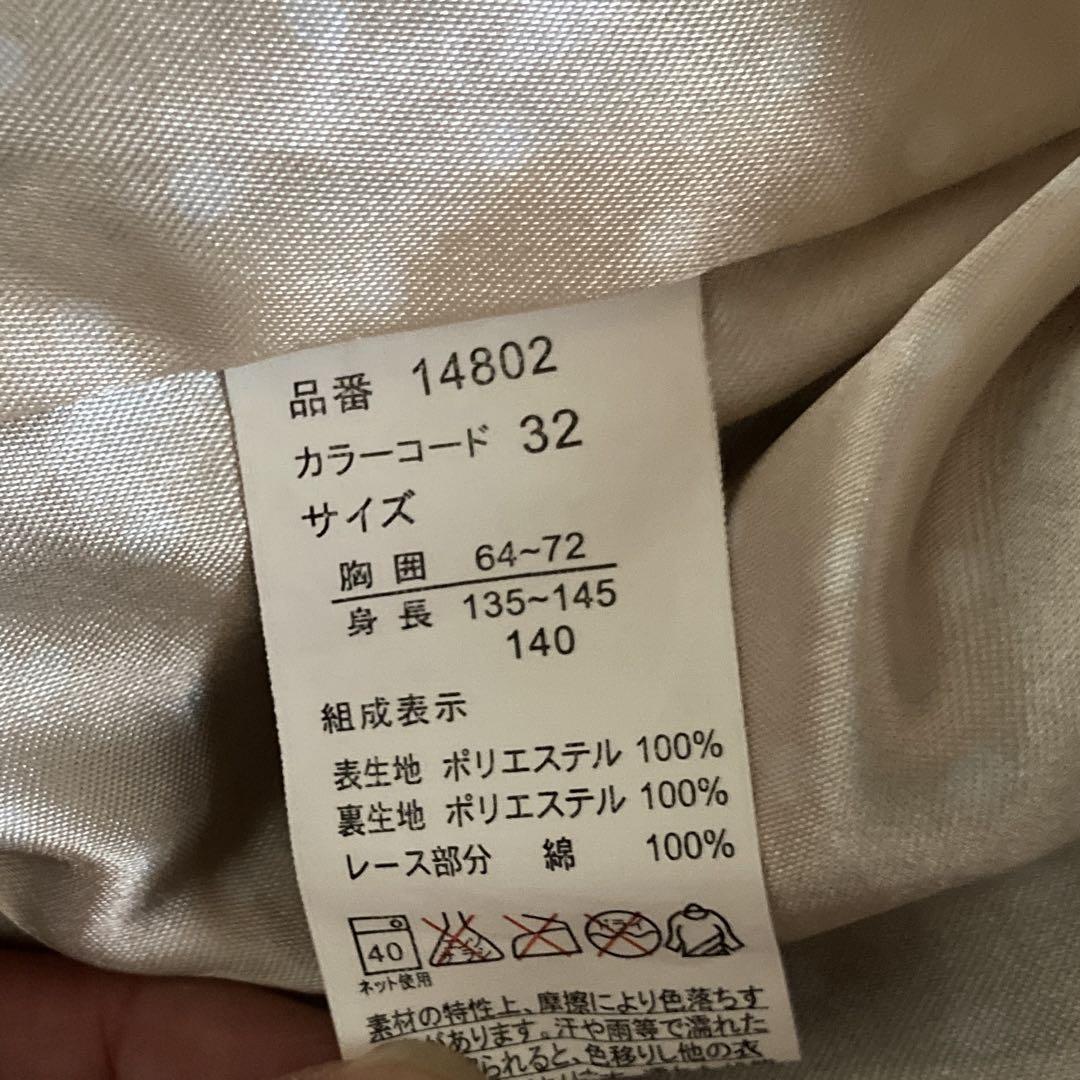 品番 14802
カラーコード 32
サイズ
胸囲 64~72
身長 135~145
140
組成表示
表生地 ポリエステル 100%
裏生地 ポリエステル 100%
レース部分 綿 100%
40
ネット使用
素材の特性上、摩擦により色落ちす
があります。汗や雨等で濡れた
られると、色移りし他の衣